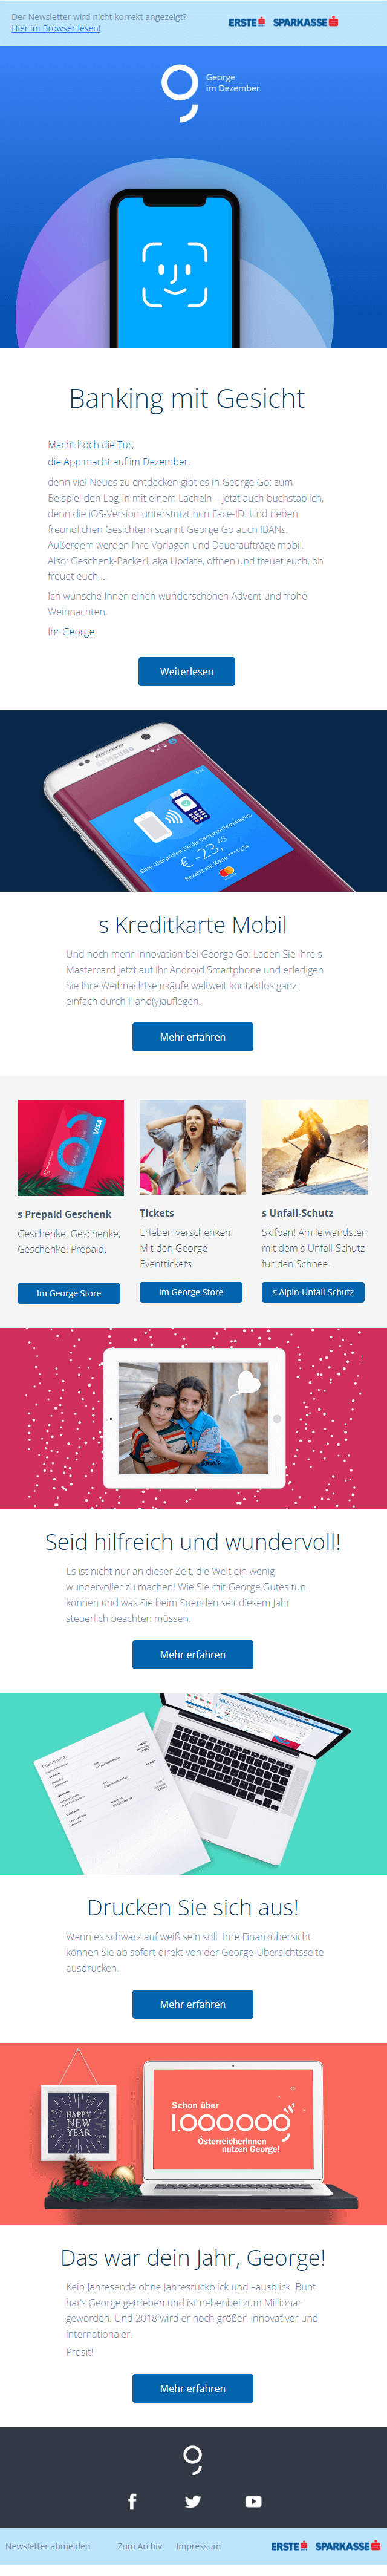 Der Newsletter wird nicht korrekt angezeigt?
Hier im Browser lesen!
ERSTE SPARKASSE
George
im Dezember.
Banking mit Gesicht
Macht hoch die Tür,
die App macht auf im Dezember,
denn viel Neues zu entdecken gibt es in George Go: zum
Beispiel den Log-in mit einem Lächeln – jetzt auch buchstäblich,
denn die iOS-Version unterstützt nun Face-ID. Und neben
freundlichen Gesichtern scannt George Go auch IBANs.
Außerdem werden Ihre Vorlagen und Daueraufträge mobil.
Also: Geschenk-Packerl, aka Update, öffnen und freuet euch, oh
freuet euch ...
Ich wünsche Ihnen einen wunderschönen Advent und frohe
Weihnachten,
Ihr George.
Weiterlesen
SAMSUNG
Bitte überprüfen Sie die Terminal-Bestätigung.
€ -23,45
Bezahlt mit Karte ***1234
s Kreditkarte Mobil
Und noch mehr Innovation bei George Go: Laden Sie Ihre s
Mastercard jetzt auf Ihr Android Smartphone und erledigen
Sie Ihre Weihnachtseinkäufe weltweit kontaktlos ganz
einfach durch Hand(y)auflegen.
Mehr erfahren
VISA
s Prepaid Geschenk
Geschenke, Geschenke,
Geschenke! Prepaid.
Im George Store
Tickets
Erleben verschenken!
Mit den George
Eventtickets.
Im George Store
s Unfall-Schutz
Skifoan! Am leiwandsten
mit dem s Unfall-Schutz
für den Schnee.
s Alpin-Unfall-Schutz
Seid hilfreich und wundervoll!
Es ist nicht nur an dieser Zeit, die Welt ein wenig
wundervoller zu machen! Wie Sie mit George Gutes tun
können und was Sie beim Spenden seit diesem Jahr
steuerlich beachten müssen.
Mehr erfahren
Drucken Sie sich aus!
Wenn es schwarz auf weiß sein soll: Ihre Finanzübersicht
können Sie ab sofort direkt von der George-Übersichtsseite
ausdrucken.
Mehr erfahren
HAPPY
NEW
YEAR
Schon über
1.000.000
ÖsterreicherInnen
nutzen George!
Das war dein Jahr, George!
Kein Jahresende ohne Jahresrückblick und –ausblick. Bunt
hat's George getrieben und ist nebenbei zum Millionär
geworden. Und 2018 wird er noch größer, innovativer und
internationaler.
Prosit!
Mehr erfahren
Newsletter abmelden Zum Archiv Impressum ERSTE SPARKASSE